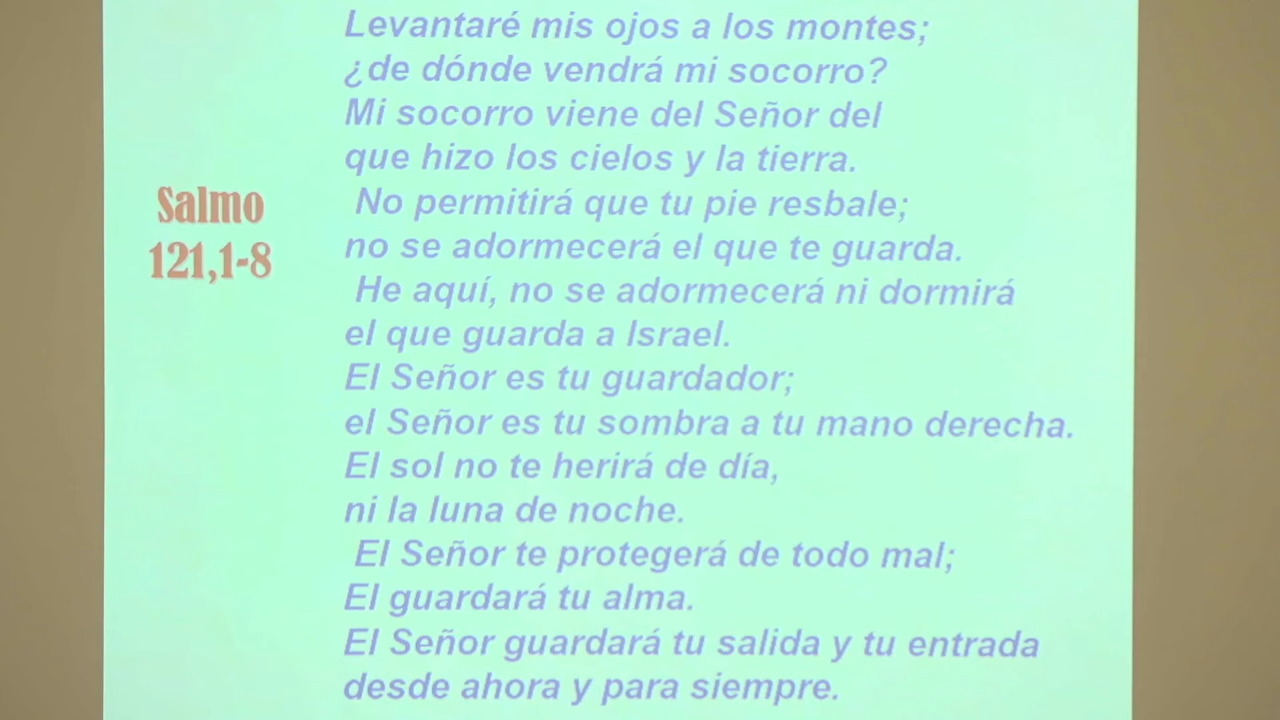 Salmo
121,1-8
Levantaré mis ojos a los montes;
¿de dónde vendrá mi socorro?
Mi socorro viene del Señor del
que hizo los cielos y la tierra.
No permitirá que tu pie resbale;
no se adormecerá el que te guarda.
He aquí, no se adormecerá ni dormirá
el que guarda a Israel.
El Señor es tu guardador;
el Señor es tu sombra a tu mano derecha.
El sol no te herirá de día,
ni la luna de noche.
El Señor te protegerá de todo mal;
El guardará tu alma.
El Señor guardará tu salida y tu entrada
desde ahora y para siempre.